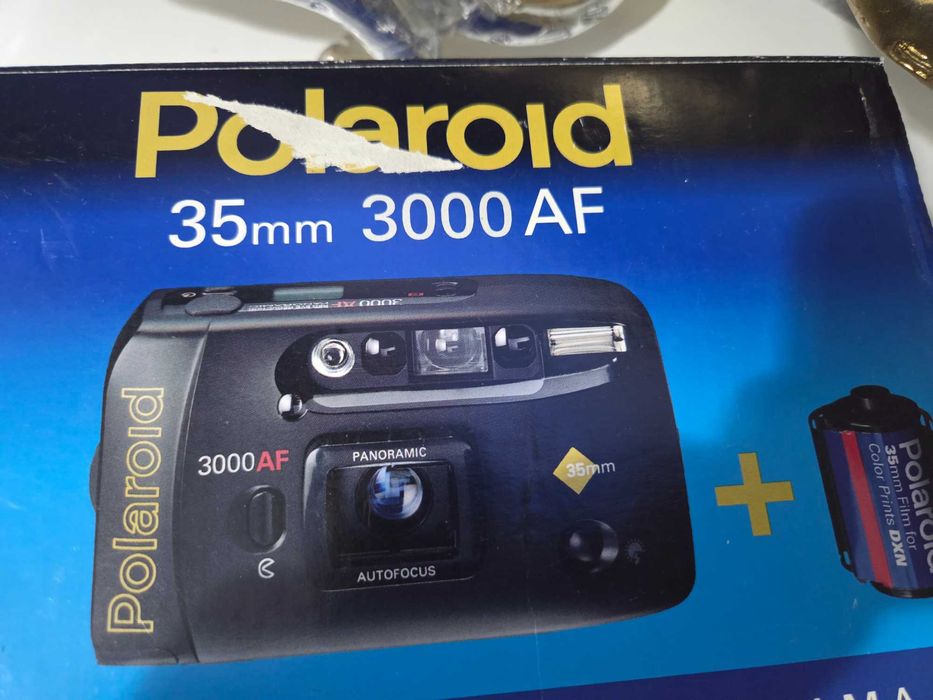 Polaroid
35mm 3000 AF
3000 AF
Polaroid
3000AF
PANORAMIC
35mm
AUTOFOCUS
Polaroid
35mm Film for
Color Prints DXN